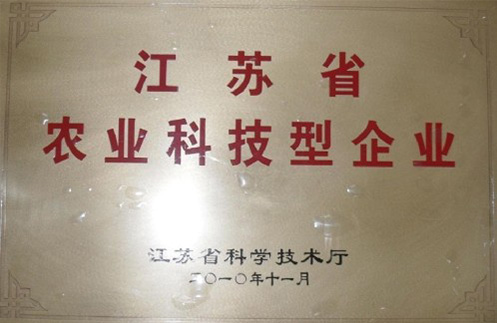 江苏省
农业科技型企业
江苏省科学技术厅
二〇一〇年十一月